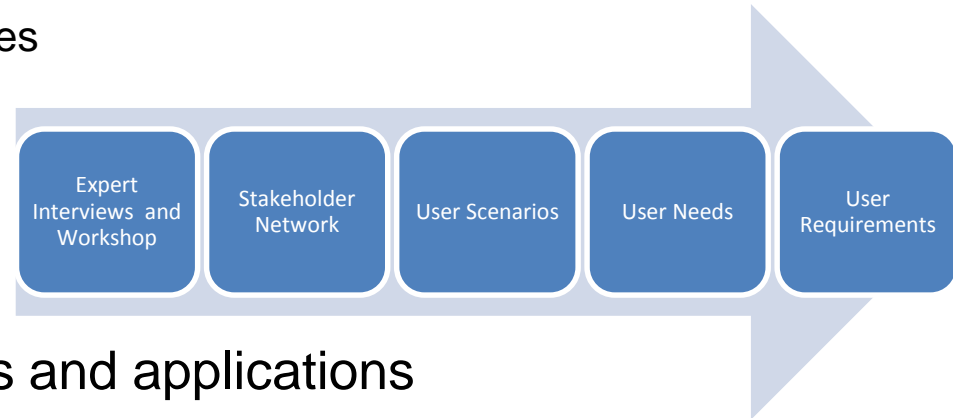 es
Expert
Interviews and
Workshop
Stakeholder
Network
User Scenarios
User Needs
User
Requirements
s and applications